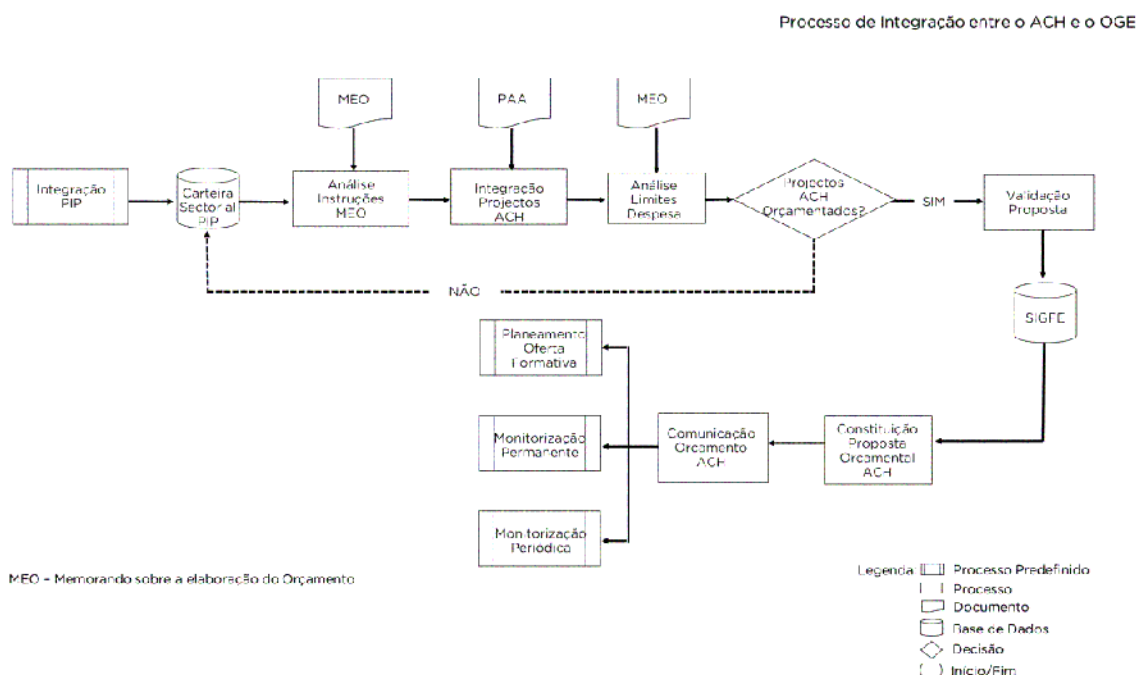 Processo de Integração entre o ACH e o OGE
MEO
PAA
MEO
Integração
PIP
Carteira
Sectorial
PIP
Análise
Instruções
MEO
Integração
Projectos
ACH
Análise
Limites
Despesa
Projectos
ACH
Orçamentados?
SIM
Validação
Proposta
NÃO
SIGFE
Planeamento
Oferta
Formativa
Monitorização
Permanente
Comunicação
Orçamento
ACH
Constituição
Proposta
Orçamental
ACH
Monitorização
Periódica
MEO - Memorando sobre a elaboração do Orçamento
Legenda
Processo Predefinido
Processo
Documento
Base de Dados
Decisão
Início/Fim